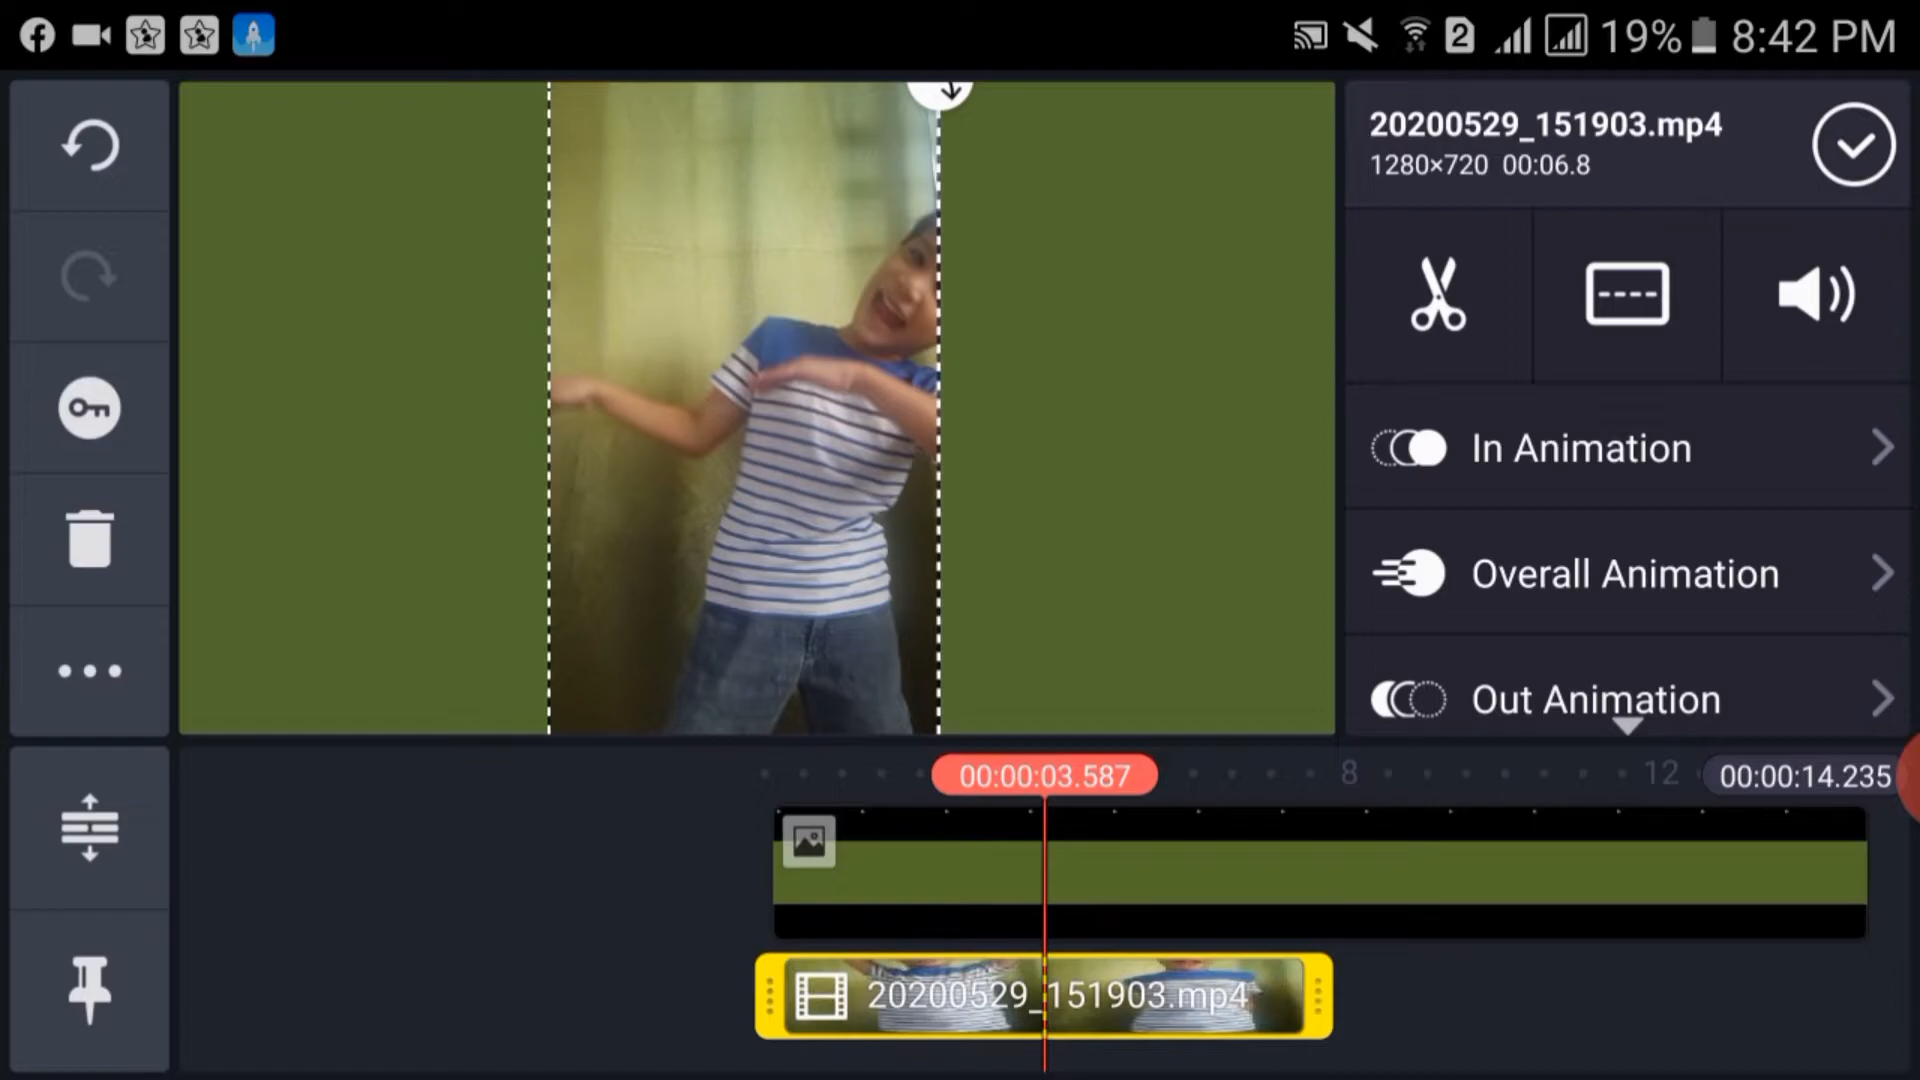 2 19% 8:42 PM
20200529_151903.mp4
1280×720 00:06.8
In Animation
Overall Animation
Out Animation
00:00:03.587 8 12 00:00:14.235
20200529_151903.mp4